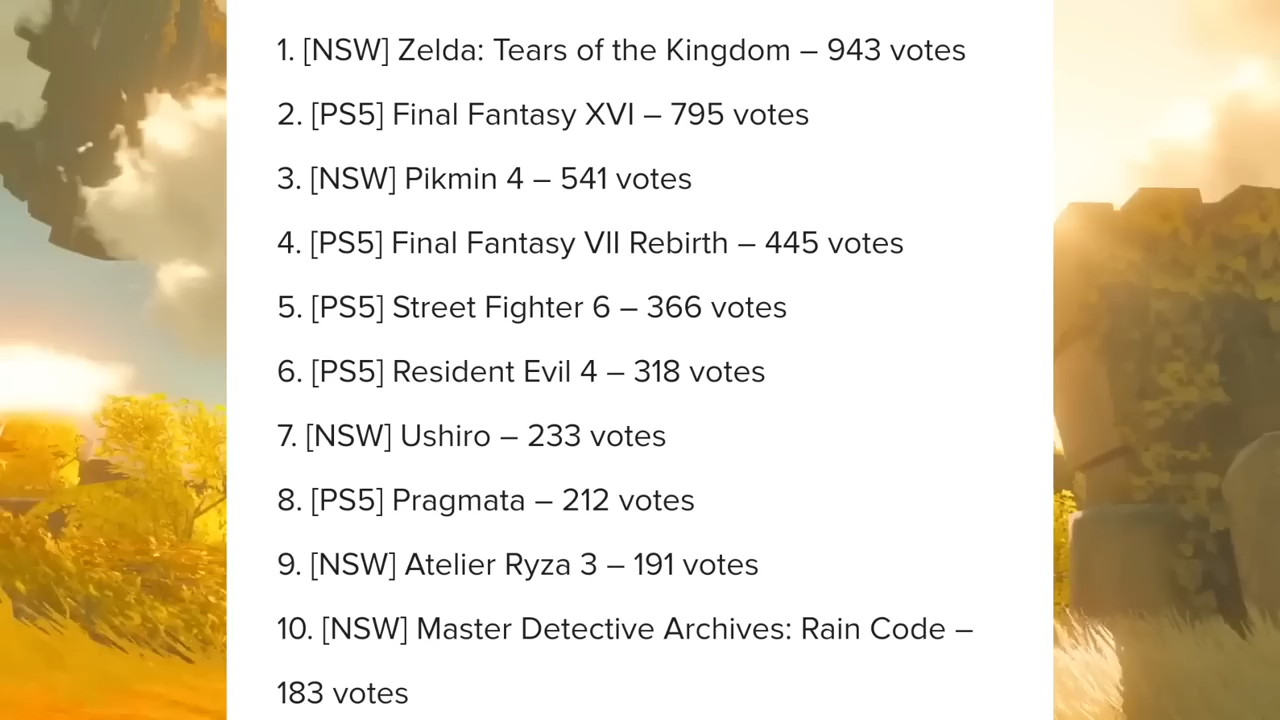 1. [NSW] Zelda: Tears of the Kingdom – 943 votes
2. [PS5] Final Fantasy XVI – 795 votes
3. [NSW] Pikmin 4 – 541 votes
4. [PS5] Final Fantasy VII Rebirth – 445 votes
5. [PS5] Street Fighter 6 – 366 votes
6. [PS5] Resident Evil 4 – 318 votes
7. [NSW] Ushiro – 233 votes
8. [PS5] Pragmata – 212 votes
9. [NSW] Atelier Ryza 3 – 191 votes
10. [NSW] Master Detective Archives: Rain Code –
183 votes